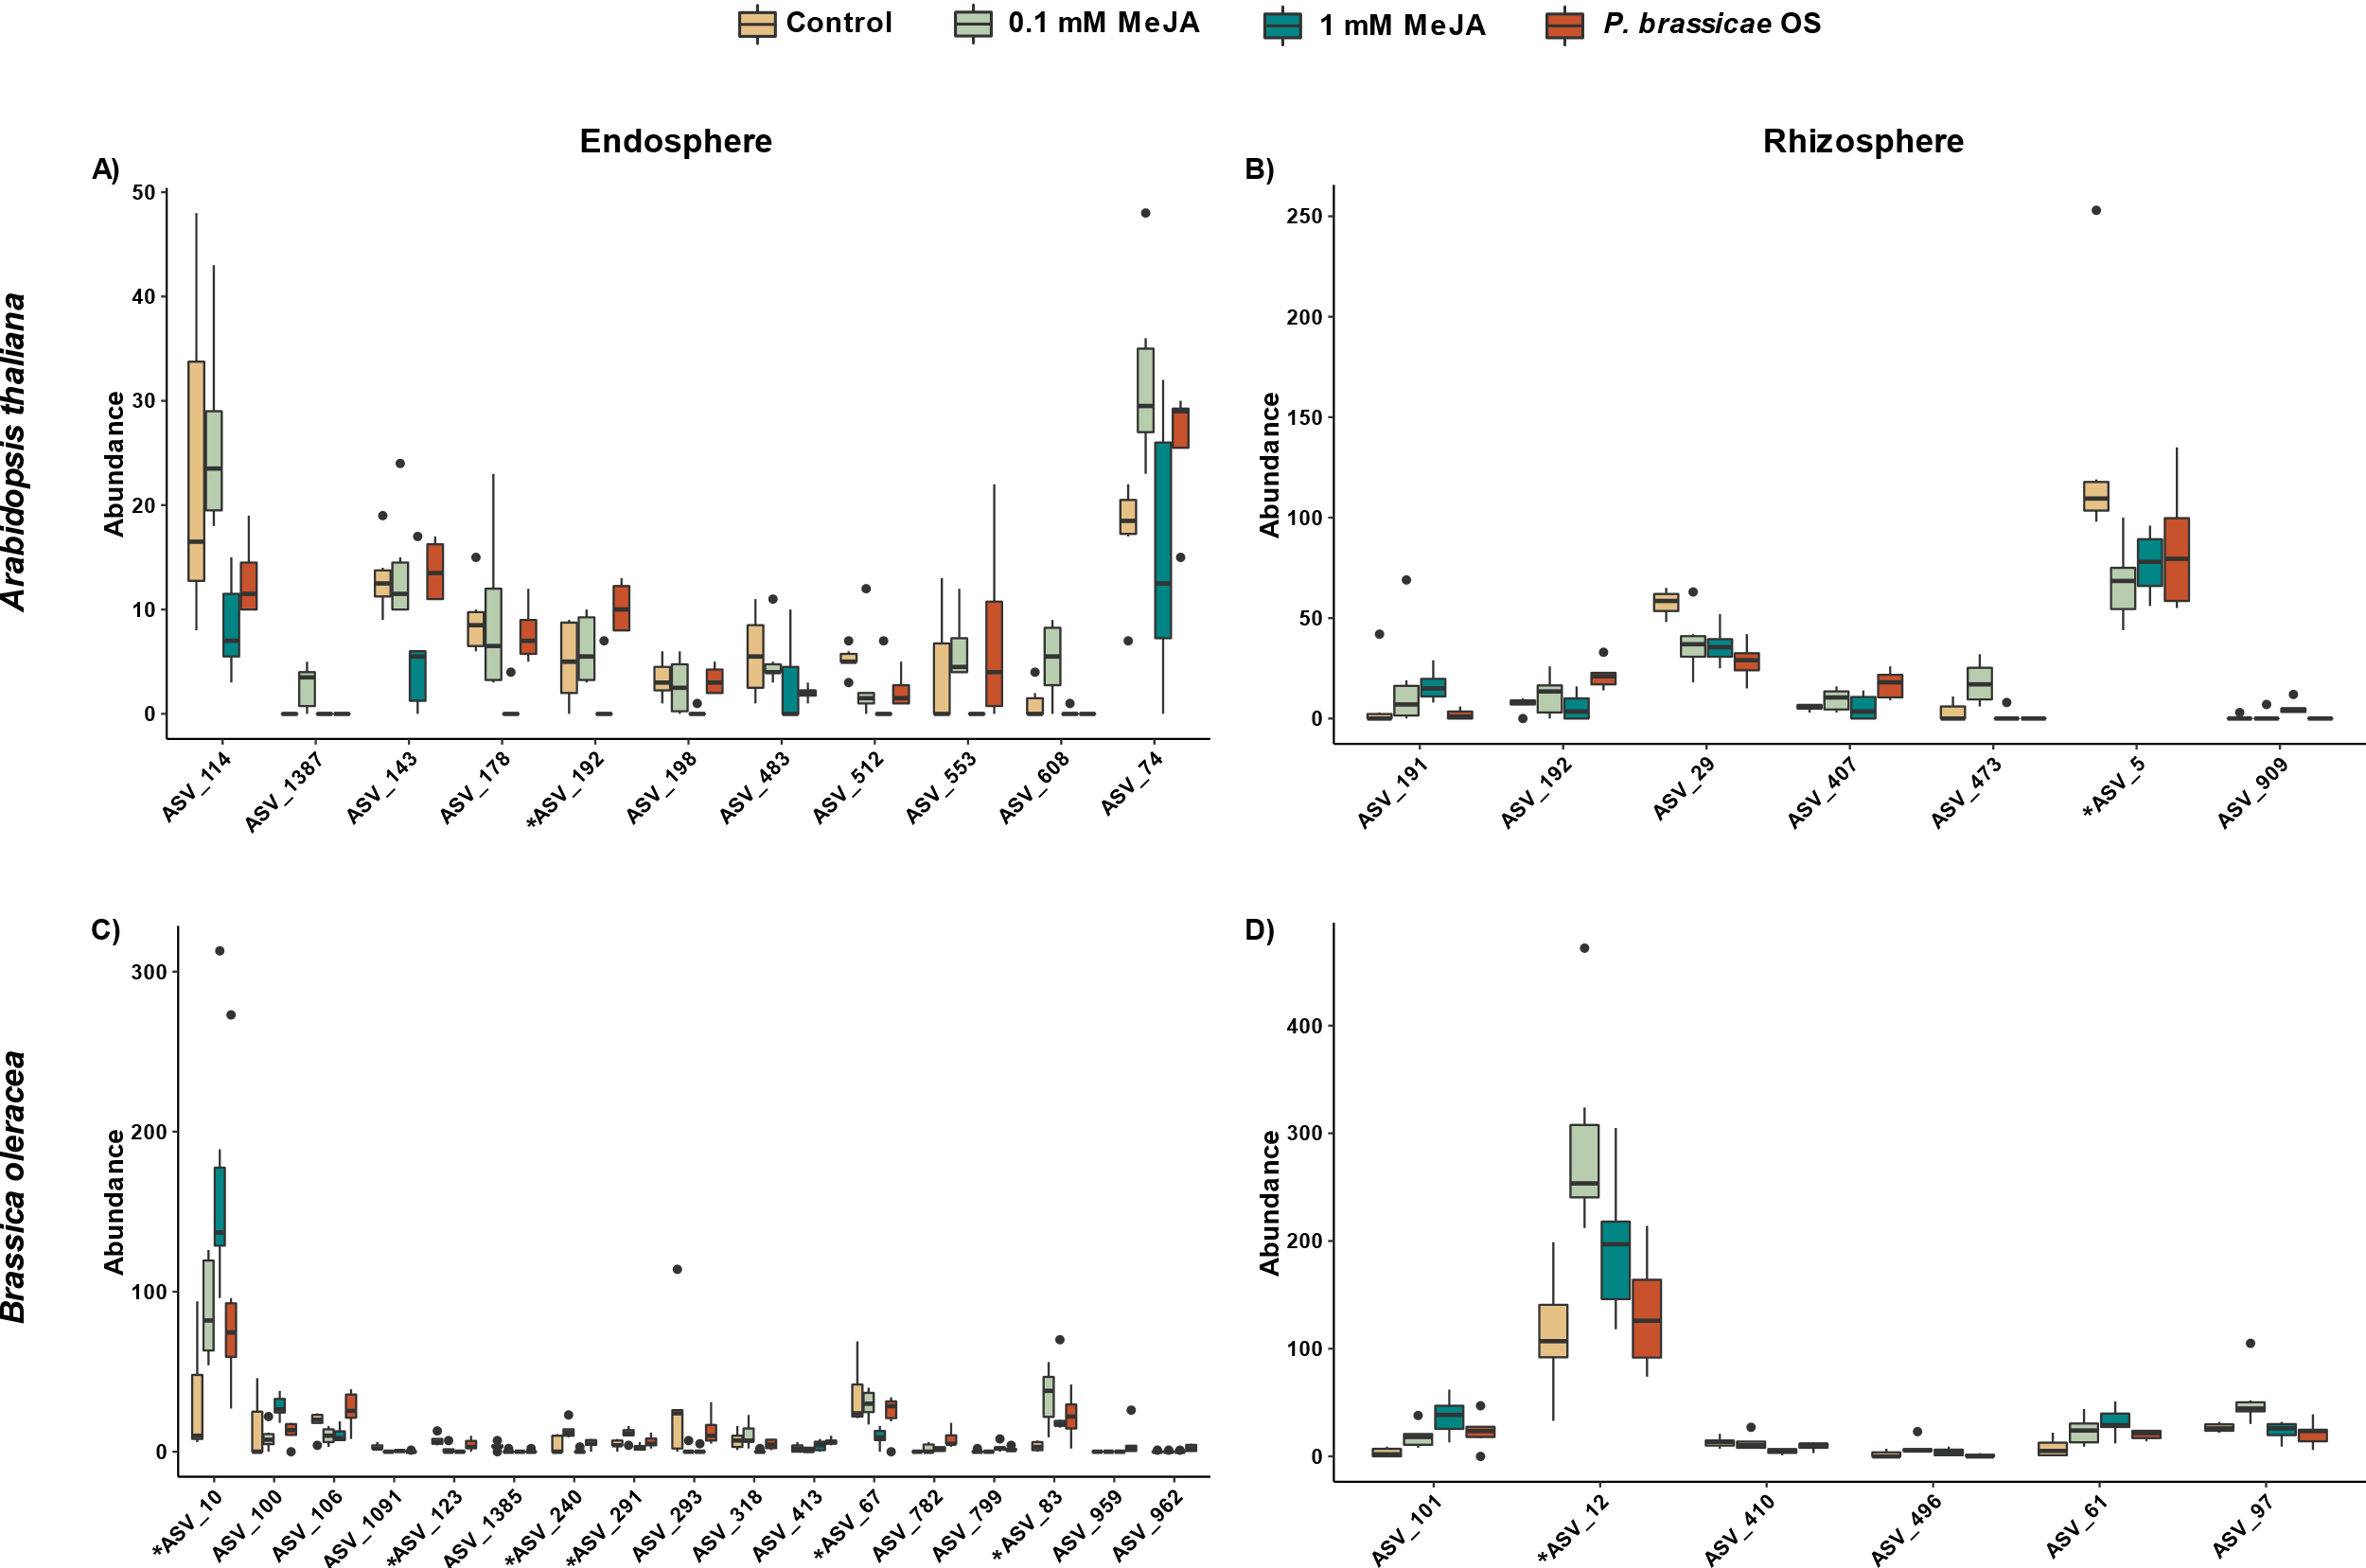 Control 0.1 mM MeJA 1 mM MeJA P. brassicae OS
Endosphere
Rhizosphere
Arabidopsis thaliana
A)
Abundance
50
40
30
20
10
0
ASV_114 ASV_1387 ASV_143 ASV_178 *ASV_192 ASV_198 ASV_483 ASV_512 ASV_553 ASV_608 ASV_74
B)
Abundance
250
200
150
100
50
0
ASV_191 ASV_192 ASV_29 ASV_407 ASV_473 *ASV_5 ASV_909
Brassica oleracea
C)
Abundance
300
200
100
0
*ASV_10 ASV_100 ASV_106 ASV_1091 *ASV_123 ASV_1385 *ASV_240 *ASV_291 ASV_293 ASV_318 ASV_413 *ASV_67 ASV_782 ASV_799 *ASV_83 ASV_959 ASV_962
D)
Abundance
400
300
200
100
0
ASV_101 *ASV_12 ASV_410 ASV_496 ASV_61 ASV_97